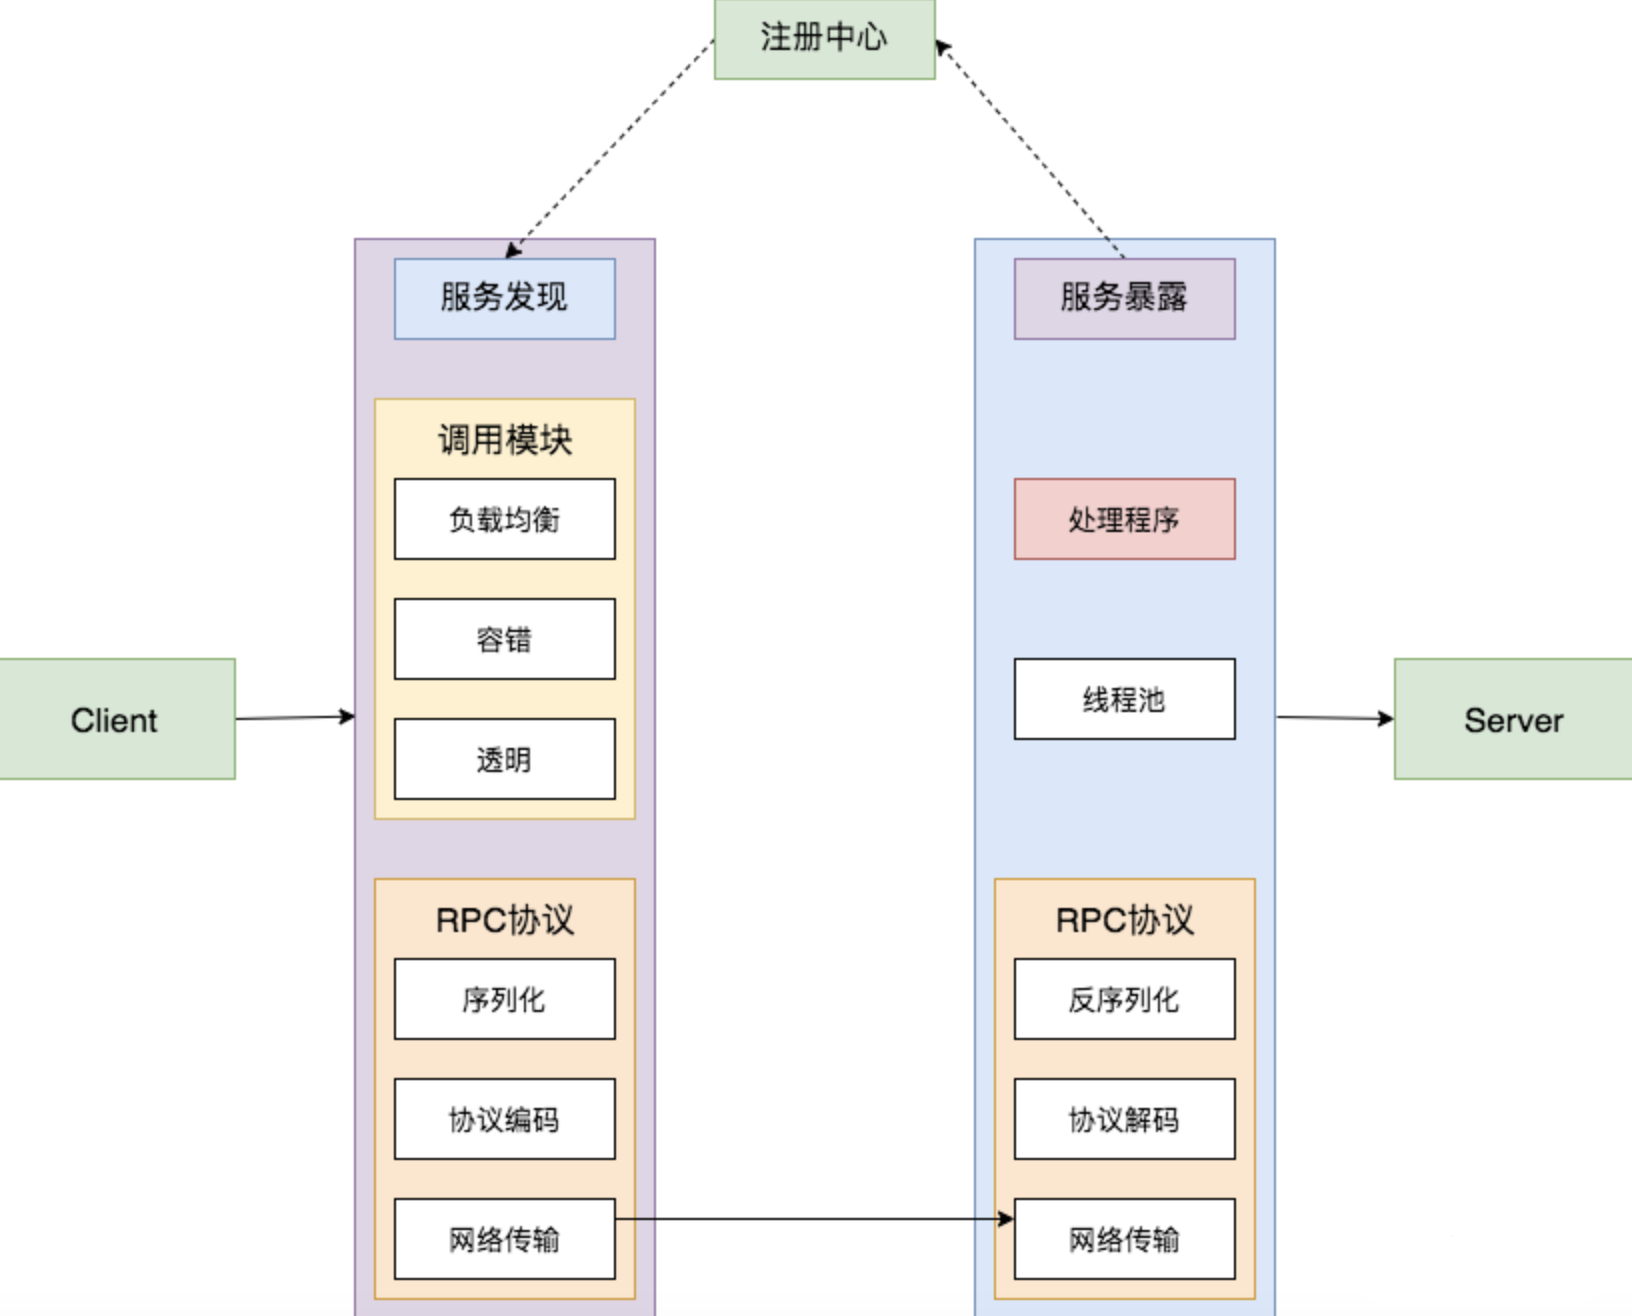 注册中心
服务发现
服务暴露
调用模块
负载均衡
处理程序
容错
线程池
Client
Server
透明
RPC协议
RPC协议
序列化
反序列化
协议编码
协议解码
网络传输
网络传输